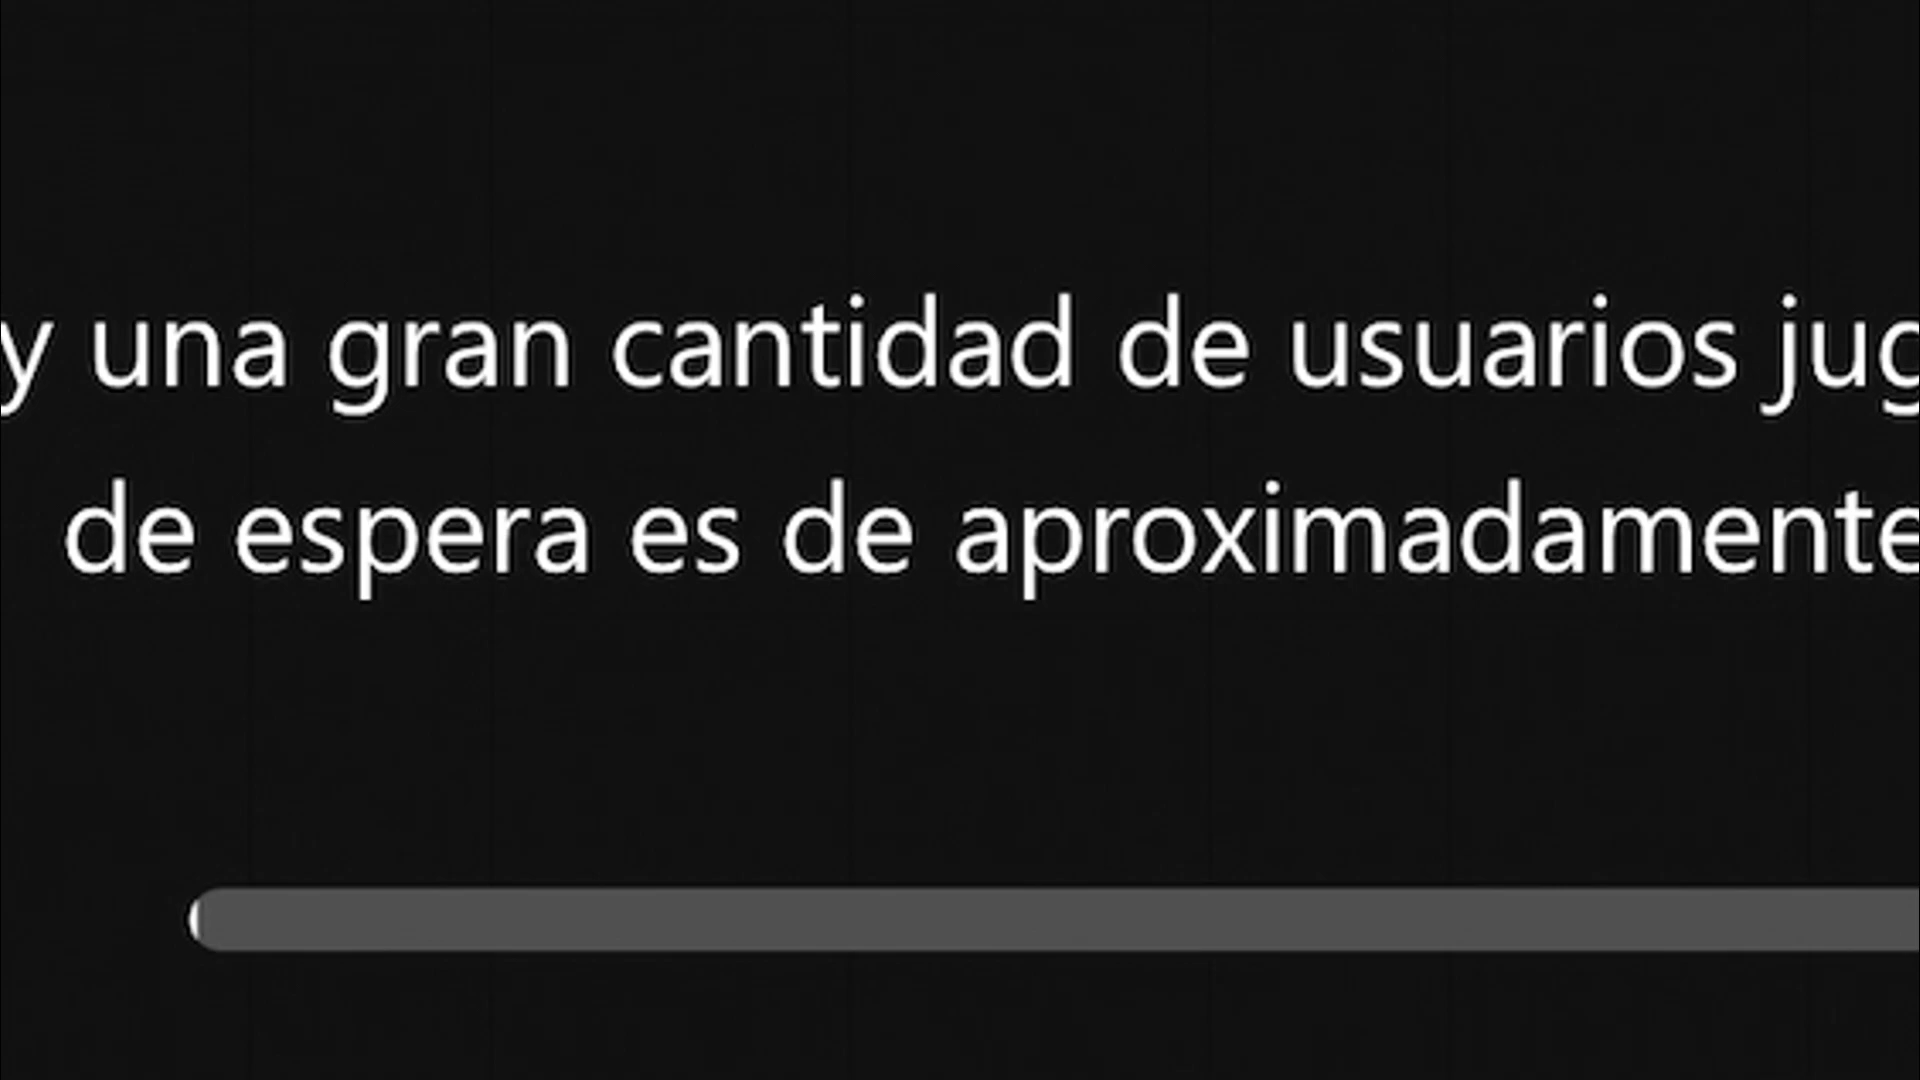 y una gran cantidad de usuarios jug
de espera es de aproximadamente